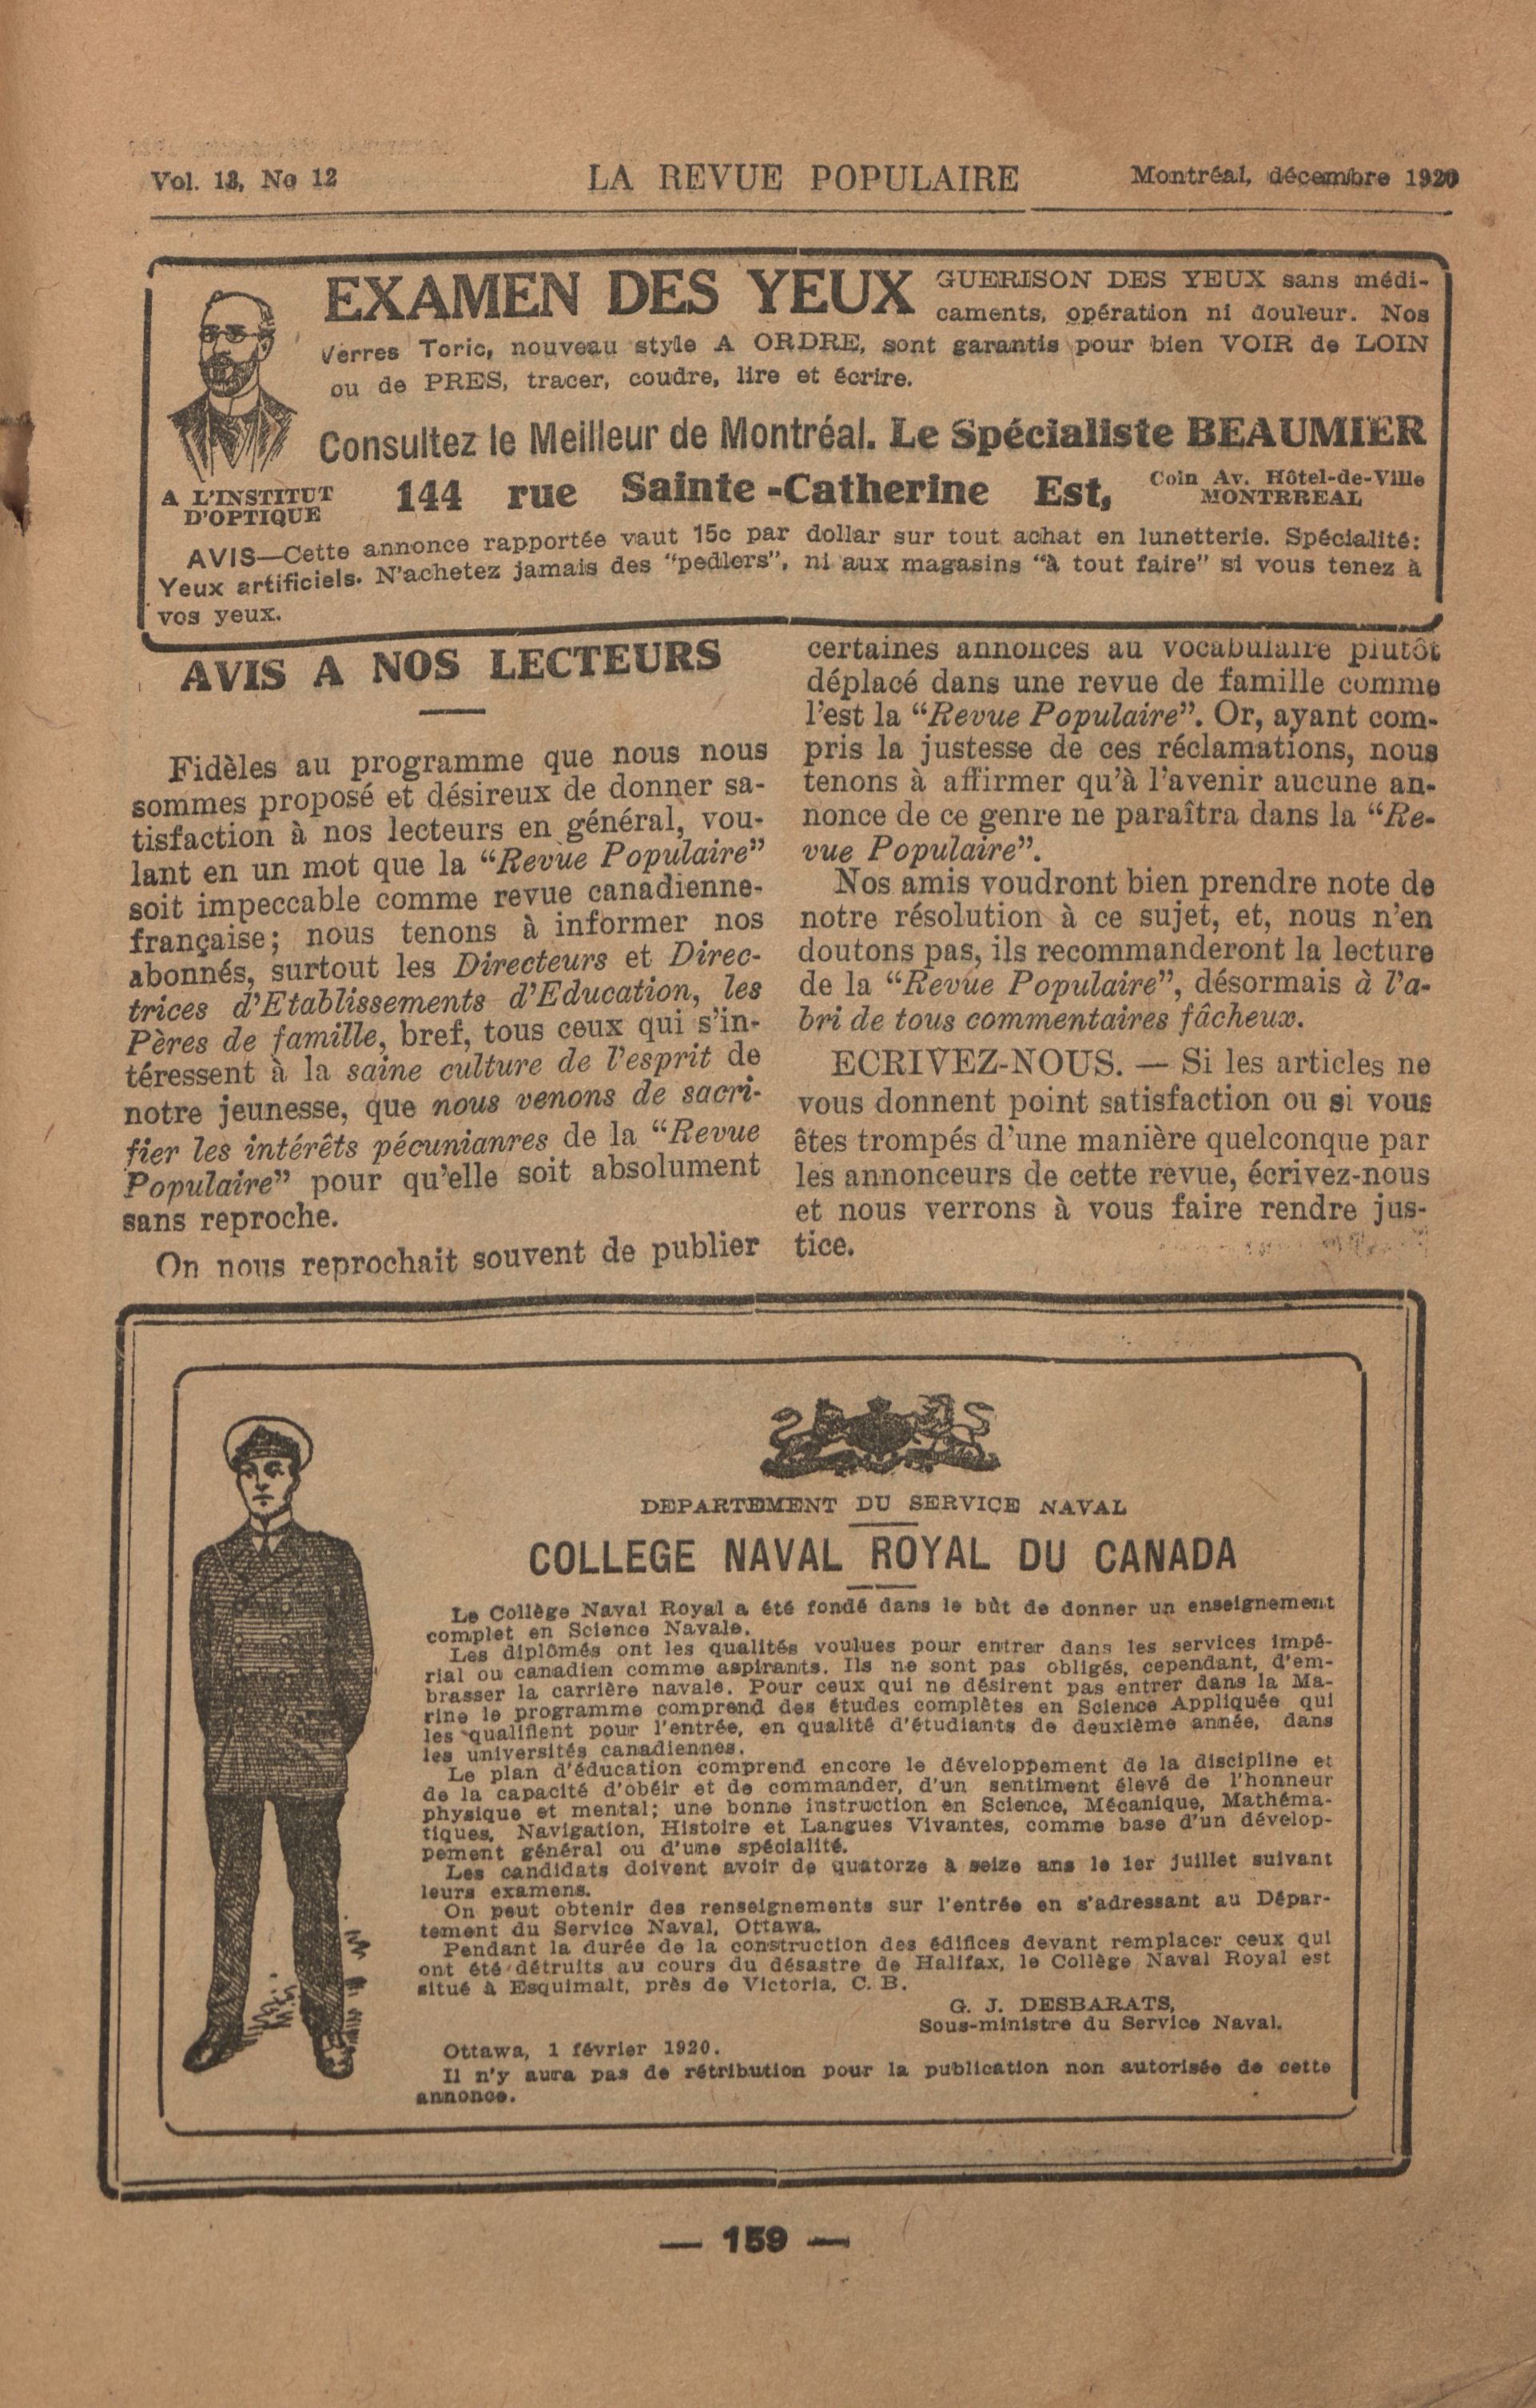 Vol. 13, No 12
LA REVUE POPULAIRE
Montréal, décembre 1920
EXAMEN DES YEUX
GUERISON DES YEUX sans médi-
caments, opération ni douleur. Nos
Verres Toric, nouveau style A ORDRE, sont garantis pour bien VOIR de LOIN
ou de PRES, tracer, coudre, lire et écrire.
Consultez le Meilleur de Montréal. Le Spécialiste BEAUMIER
A L'INSTITUT
D'OPTIQUE
144 rue Sainte-Catherine Est,
Coin Av. Hôtel-de-Ville
MONTRREAL
AVIS—Cette annonce rapportée vaut 15c par dollar sur tout achat en lunetterie. Spécialité:
Yeux artificiels. N'achetez jamais des "pedlers", ni aux magasins "à tout faire" si vous tenez à
vos yeux.
AVIS A NOS LECTEURS
Fidèles au programme que nous nous
sommes proposé et désireux de donner sa-
tisfaction à nos lecteurs en général, vou-
lant en un mot que la "Revue Populaire"
soit impeccable comme revue canadienne-
française; nous tenons à informer nos
abonnés, surtout les Directeurs et Direc-
trices d'Etablissements d'Education, les
Pères de famille, bref, tous ceux qui s'in-
téressent à la saine culture de l'esprit de
notre jeunesse, que nous venons de sacri-
fier les intérêts pécunianres de la "Revue
Populaire" pour qu'elle soit absolument
sans reproche.
On nous reprochait souvent de publier
certaines annonces au vocabulaire plutôt
déplacé dans une revue de famille comme
l'est la "Revue Populaire". Or, ayant com-
pris la justesse de ces réclamations, nous
tenons à affirmer qu'à l'avenir aucune an-
nonce de ce genre ne paraîtra dans la "Re-
vue Populaire".
Nos amis voudront bien prendre note de
notre résolution à ce sujet, et, nous n'en
doutons pas, ils recommanderont la lecture
de la "Revue Populaire", désormais à l'a-
bri de tous commentaires fâcheux.
ECRIVEZ-NOUS. — Si les articles ne
vous donnent point satisfaction ou si vous
êtes trompés d'une manière quelconque par
les annonceurs de cette revue, écrivez-nous
et nous verrons à vous faire rendre jus-
tice.
DEPARTEMENT DU SERVICE NAVAL
COLLEGE NAVAL ROYAL DU CANADA
Le Collège Naval Royal a été fondé dans le bût de donner un enseignement
complet en Science Navale.
Les diplômés ont les qualités voulues pour entrer dans les services impé-
rial ou canadien comme aspirants. Ils ne sont pas obligés, cependant, d'em-
brasser la carrière navale. Pour ceux qui ne désirent pas entrer dans la Ma-
rine le programme comprend des études complètes en Science Appliquée qui
les qualifient pour l'entrée, en qualité d'étudiants de deuxième année, dans
les universités canadiennes.
Le plan d'éducation comprend encore le développement de la discipline et
de la capacité d'obéir et de commander, d'un sentiment élevé de l'honneur
physique et mental; une bonne instruction en Science, Mécanique, Mathéma-
tiques, Navigation, Histoire et Langues Vivantes, comme base d'un dévelop-
pement général ou d'une spécialité.
Les candidats doivent avoir de quatorze à seize ans le 1er juillet suivant
leurs examens.
On peut obtenir des renseignements sur l'entrée en s'adressant au Dépar-
tement du Service Naval, Ottawa.
Pendant la durée de la construction des édifices devant remplacer ceux qui
ont été détruits au cours du désastre de Halifax, le Collège Naval Royal est
situé à Esquimalt, près de Victoria, C. B.
G. J. DESBARATS,
Sous-ministre du Service Naval.
Ottawa, 1 février 1920.
Il n'y aura pas de rétribution pour la publication non autorisée de cette
annonce.
— 159 —